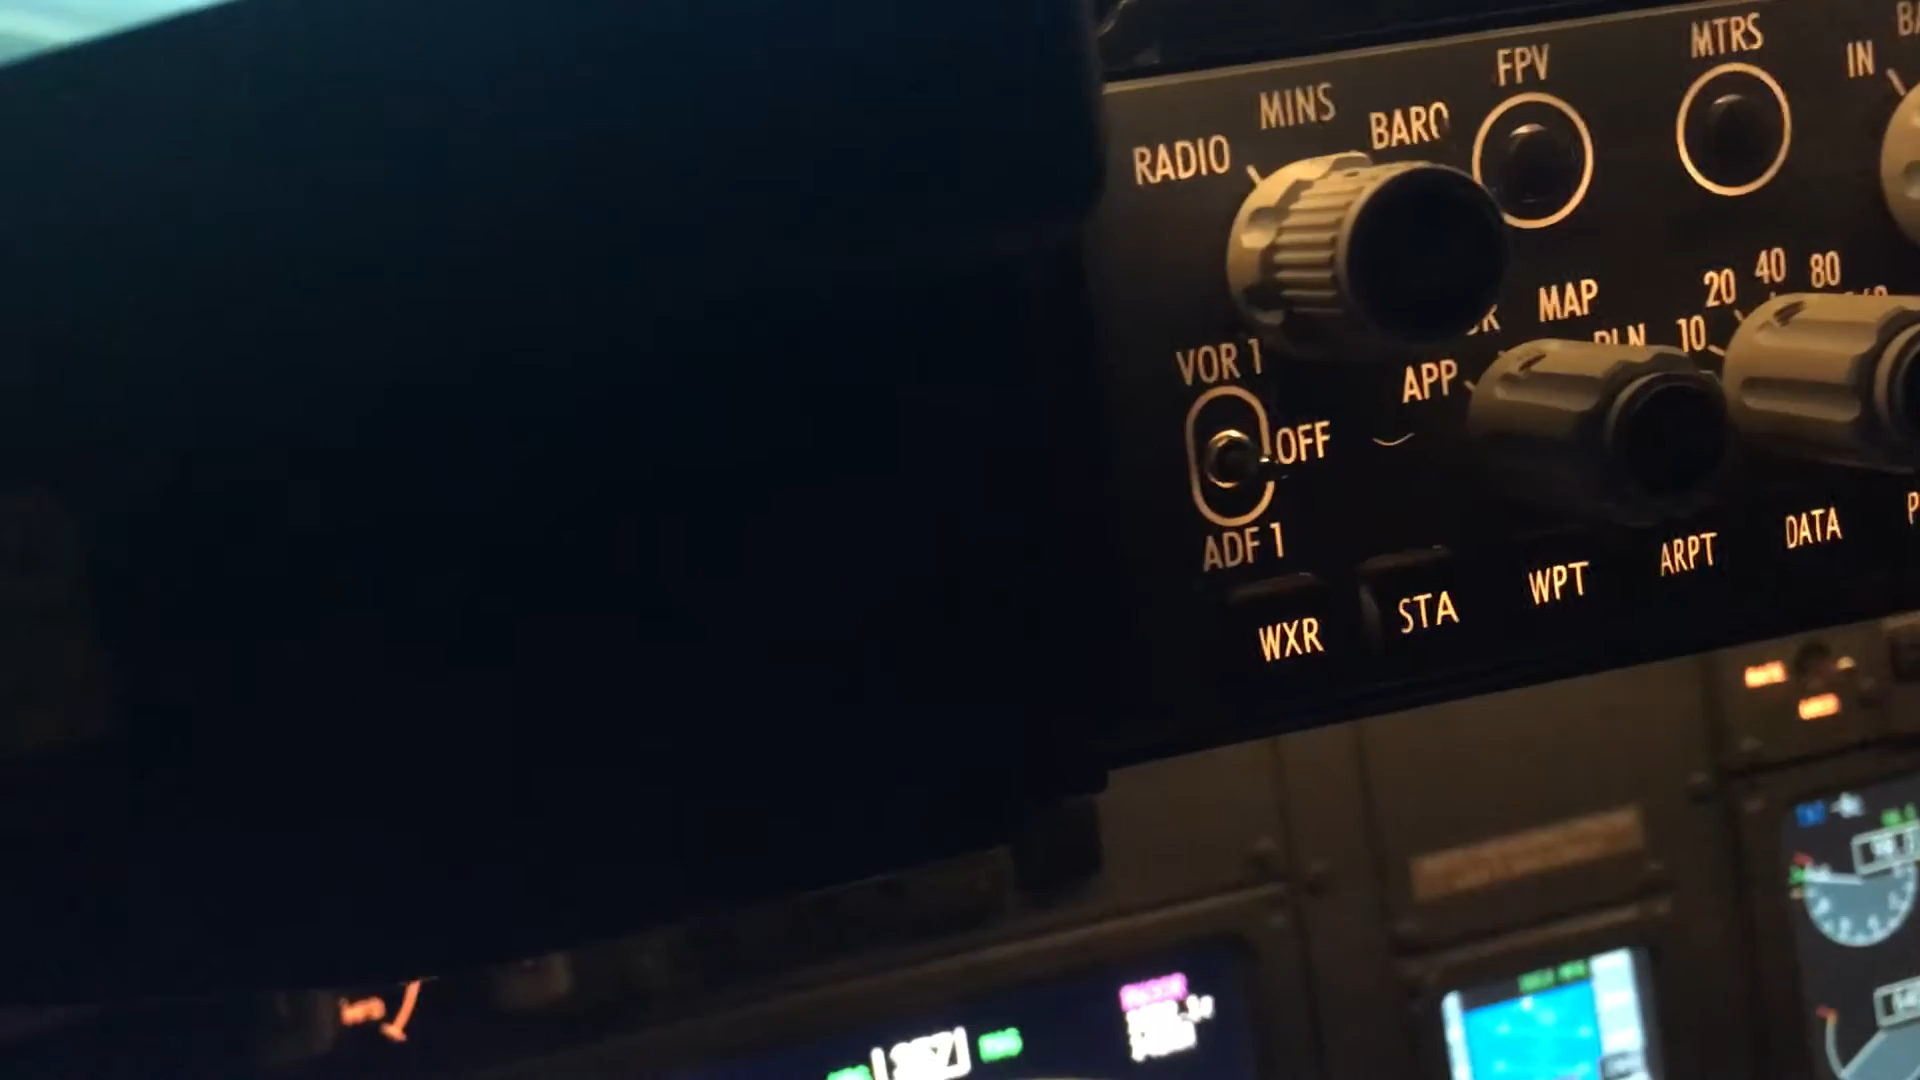 MTRS
FPV
IN
MINS
BARO
RADIO
20 40 80
MAP
10
VOR 1
APP
OFF
ADF 1
DATA
ARPT
WPT
STA
WXR